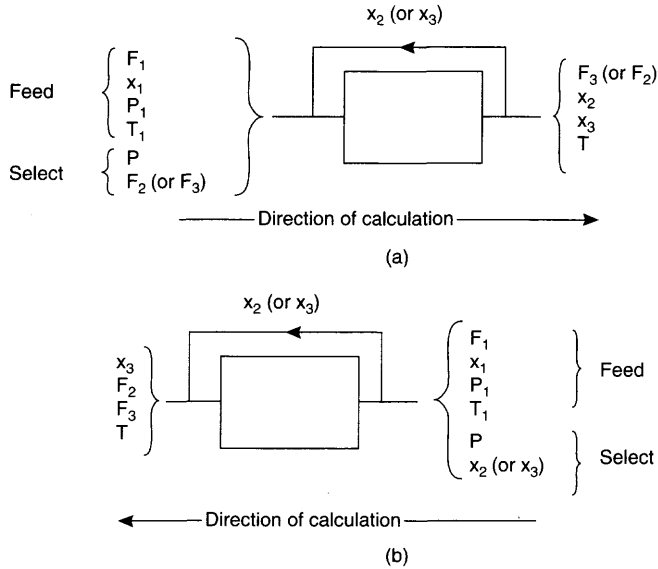 x2 (or x3)
Feed
F1
x1
P1
T1
Select
P
F2 (or F3)
F3 (or F2)
x2
x3
T
Direction of calculation
(a)
x2 (or x3)
x3
F2
F3
T
F1
x1
P1
T1
Feed
P
x2 (or x3)
Select
Direction of calculation
(b)